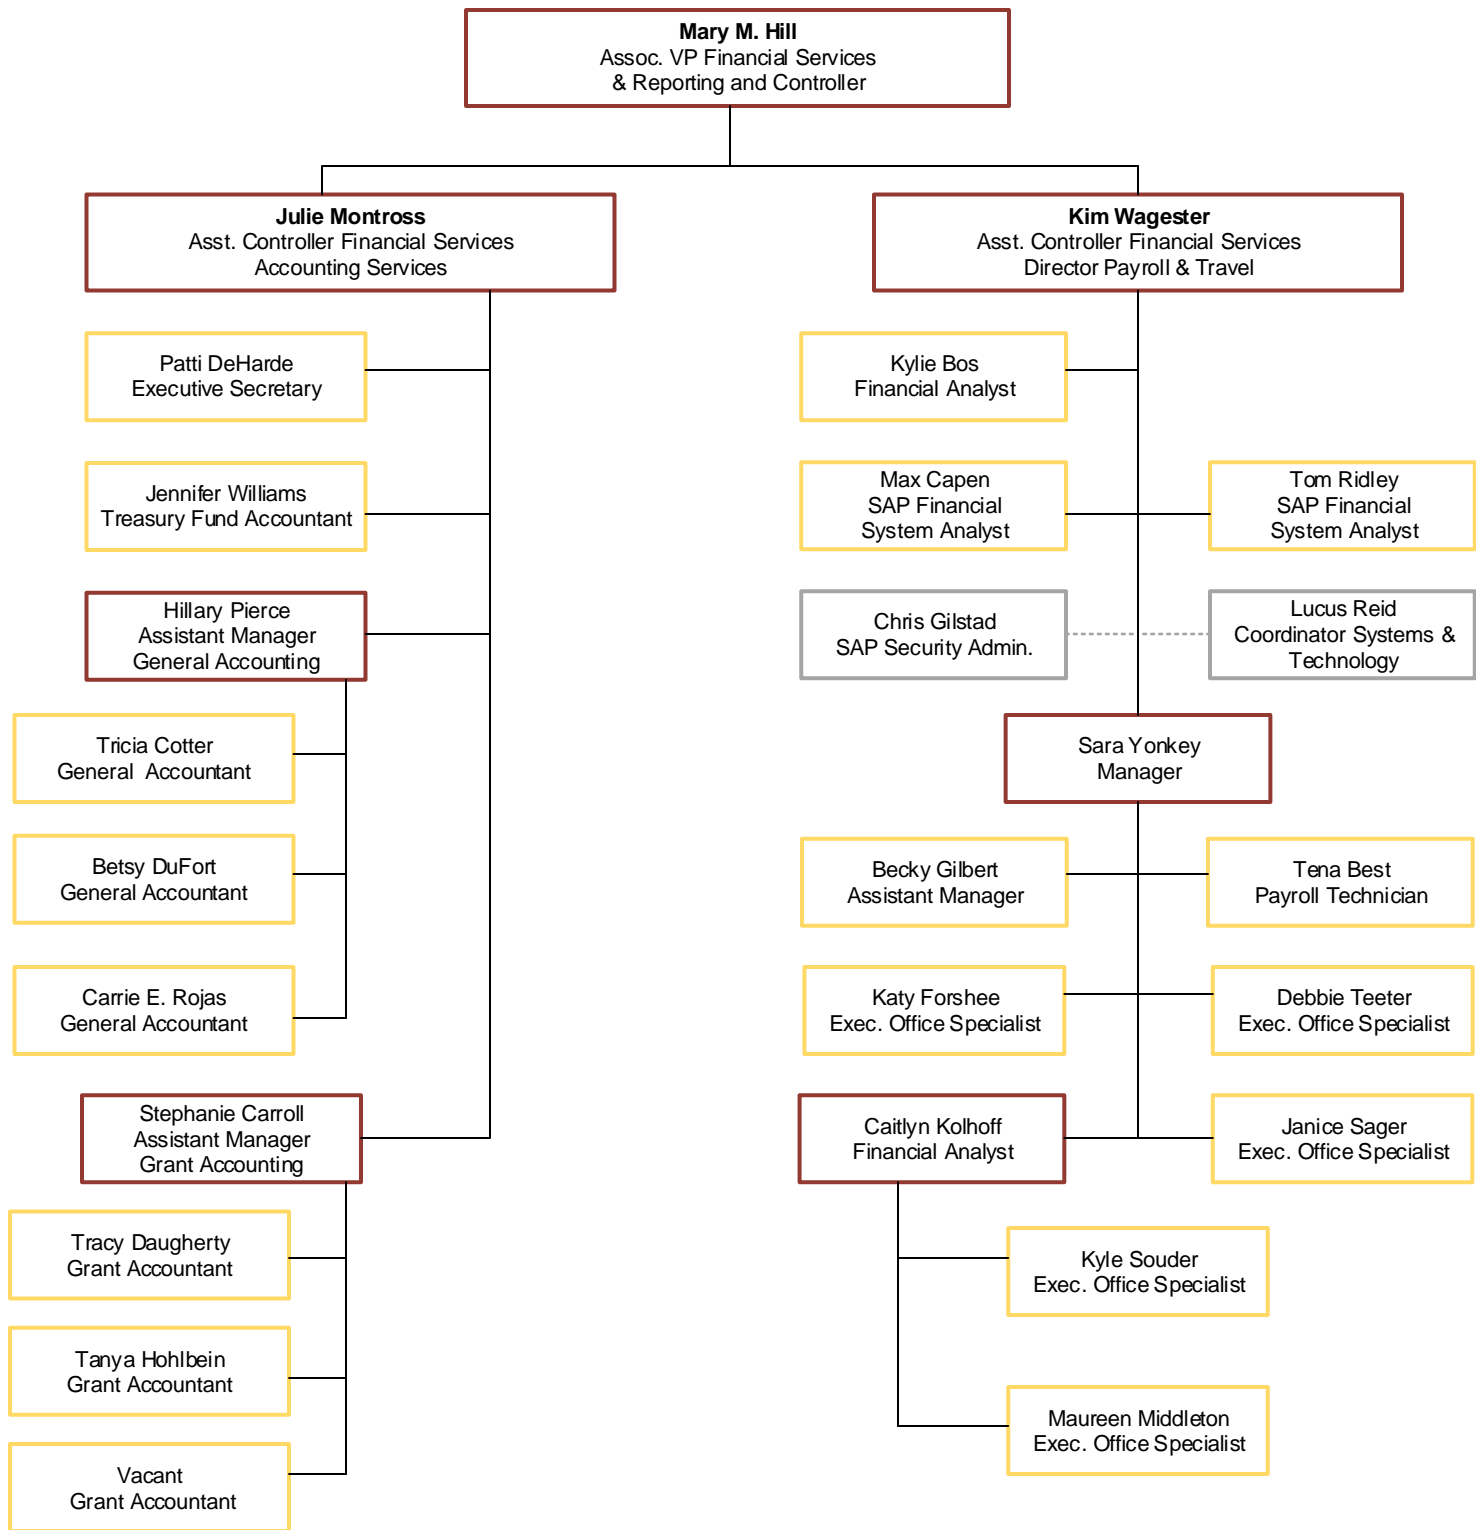 Mary M. Hill
Assoc. VP Financial Services
& Reporting and Controller
Julie Montross
Asst. Controller Financial Services
Accounting Services
Kim Wagester
Asst. Controller Financial Services
Director Payroll & Travel
Patti DeHarde
Executive Secretary
Kylie Bos
Financial Analyst
Jennifer Williams
Treasury Fund Accountant
Max Capen
SAP Financial
System Analyst
Tom Ridley
SAP Financial
System Analyst
Hillary Pierce
Assistant Manager
General Accounting
Chris Gilstad
SAP Security Admin.
Lucus Reid
Coordinator Systems &
Technology
Tricia Cotter
General Accountant
Sara Yonkey
Manager
Betsy DuFort
General Accountant
Becky Gilbert
Assistant Manager
Tena Best
Payroll Technician
Carrie E. Rojas
General Accountant
Katy Forshee
Exec. Office Specialist
Debbie Teeter
Exec. Office Specialist
Stephanie Carroll
Assistant Manager
Grant Accounting
Caitlyn Kolhoff
Financial Analyst
Janice Sager
Exec. Office Specialist
Tracy Daugherty
Grant Accountant
Kyle Souder
Exec. Office Specialist
Tanya Hohlbein
Grant Accountant
Maureen Middleton
Exec. Office Specialist
Vacant
Grant Accountant